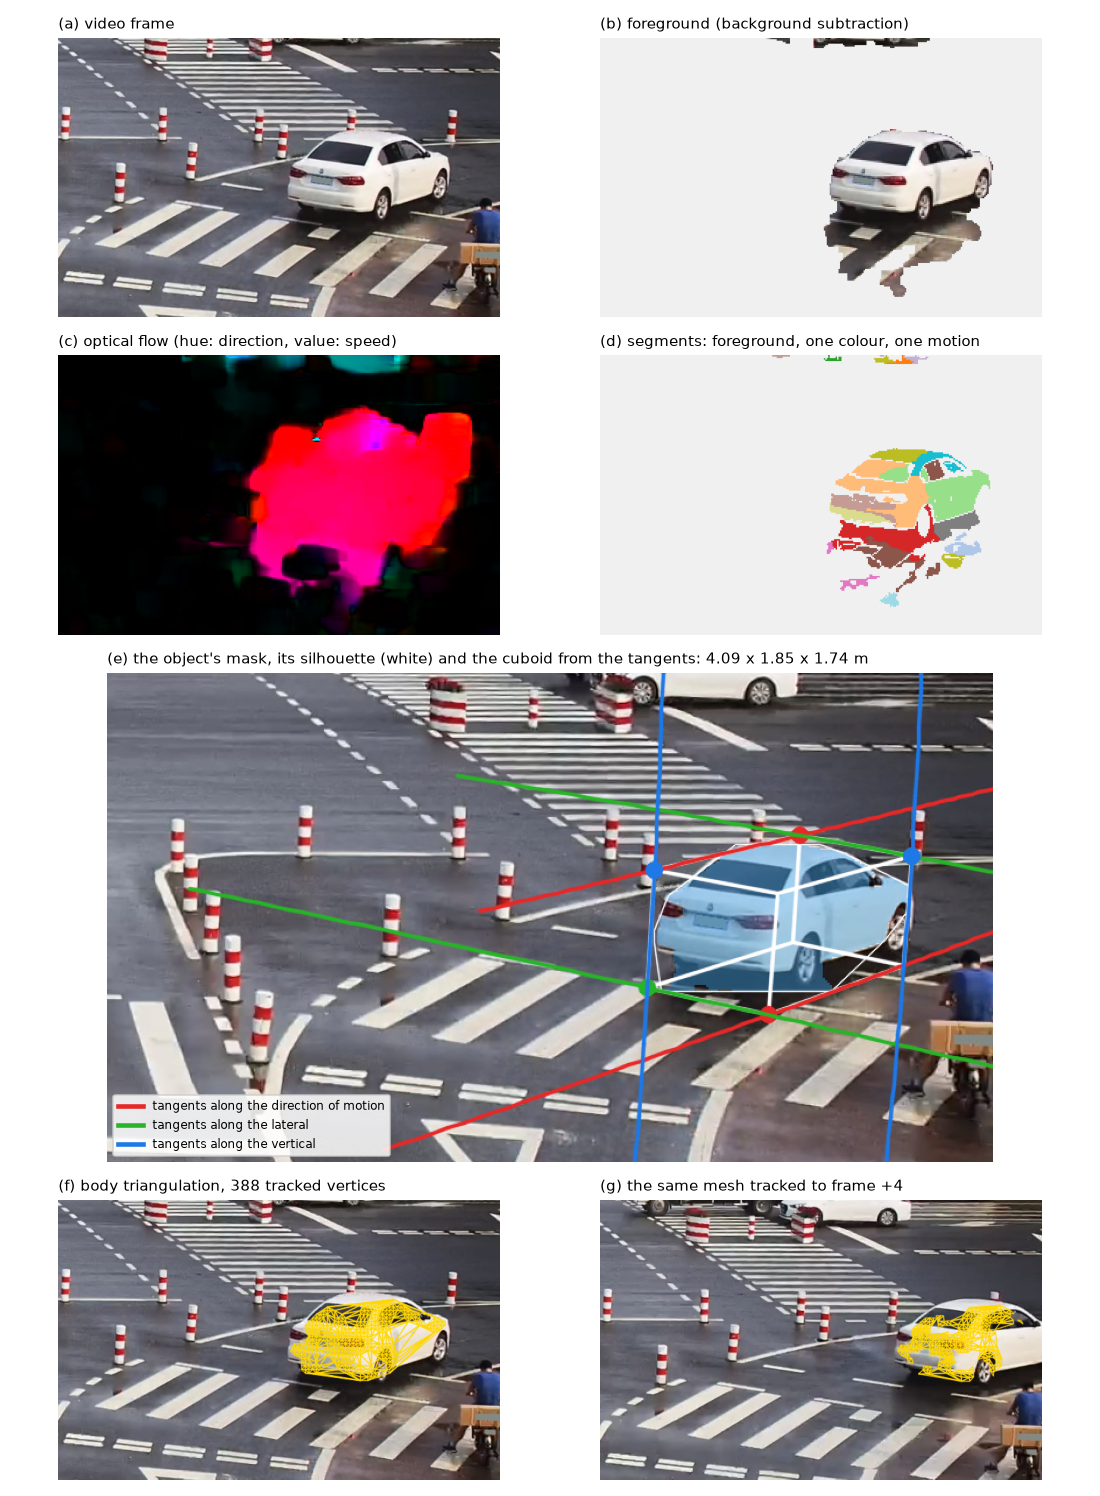 (a) video frame
(b) foreground (background subtraction)
(c) optical flow (hue: direction, value: speed)
(d) segments: foreground, one colour, one motion
(e) the object's mask, its silhouette (white) and the cuboid from the tangents: 4.09 x 1.85 x 1.74 m
tangents along the direction of motion
tangents along the lateral
tangents along the vertical
(f) body triangulation, 388 tracked vertices
(g) the same mesh tracked to frame +4